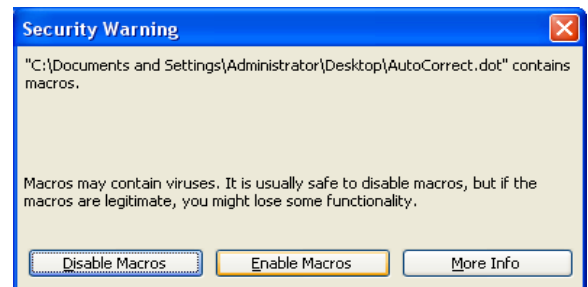 Security Warning
"C:\Documents and Settings\Administrator\Desktop\AutoCorrect.dot" contains
macros.
Macros may contain viruses. It is usually safe to disable macros, but if the
macros are legitimate, you might lose some functionality.
Disable Macros Enable Macros More Info